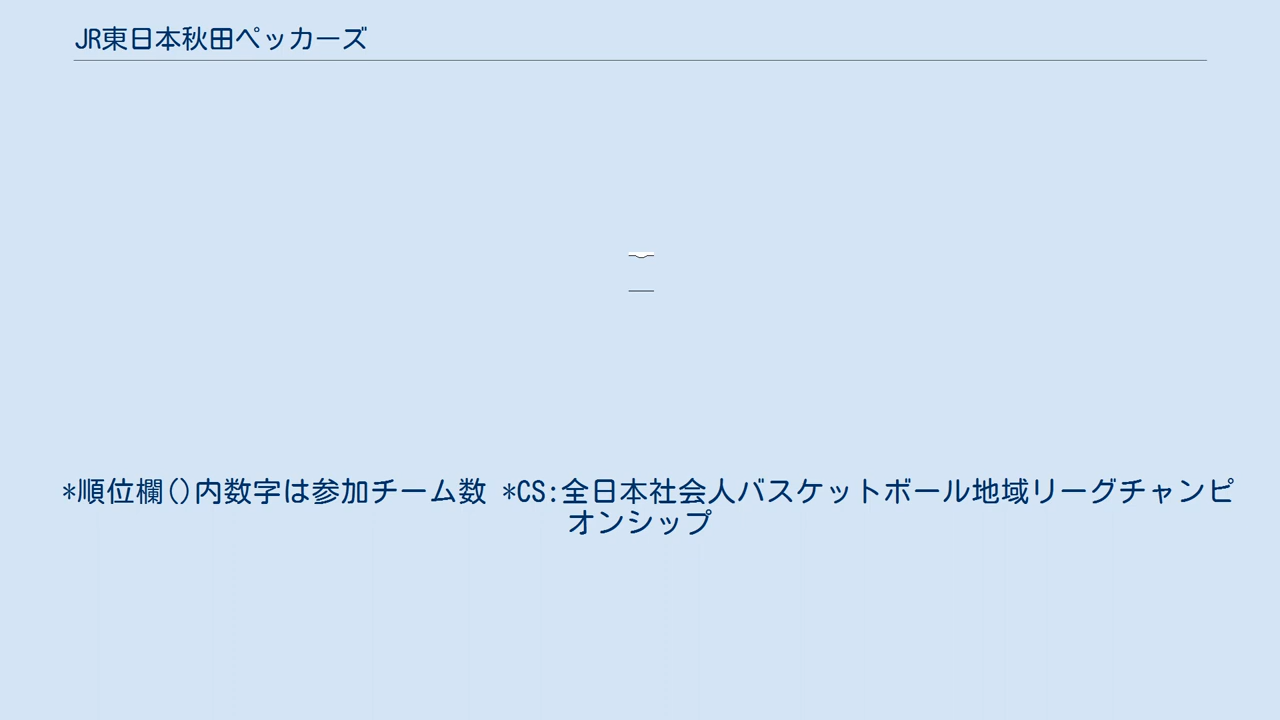 JR東日本秋田ペッカーズ
*順位欄()内数字は参加チーム数 *CS:全日本社会人バスケットボール地域リーグチャンピ
オンシップ